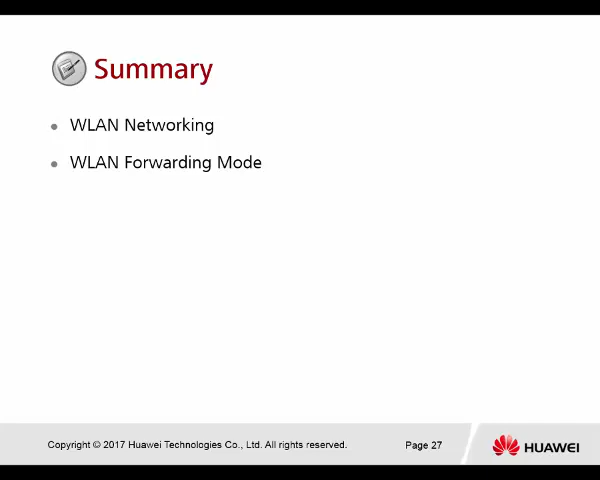 Summary
WLAN Networking
WLAN Forwarding Mode
Copyright © 2017 Huawei Technologies Co., Ltd. All rights reserved.
Page 27
HUAWEI